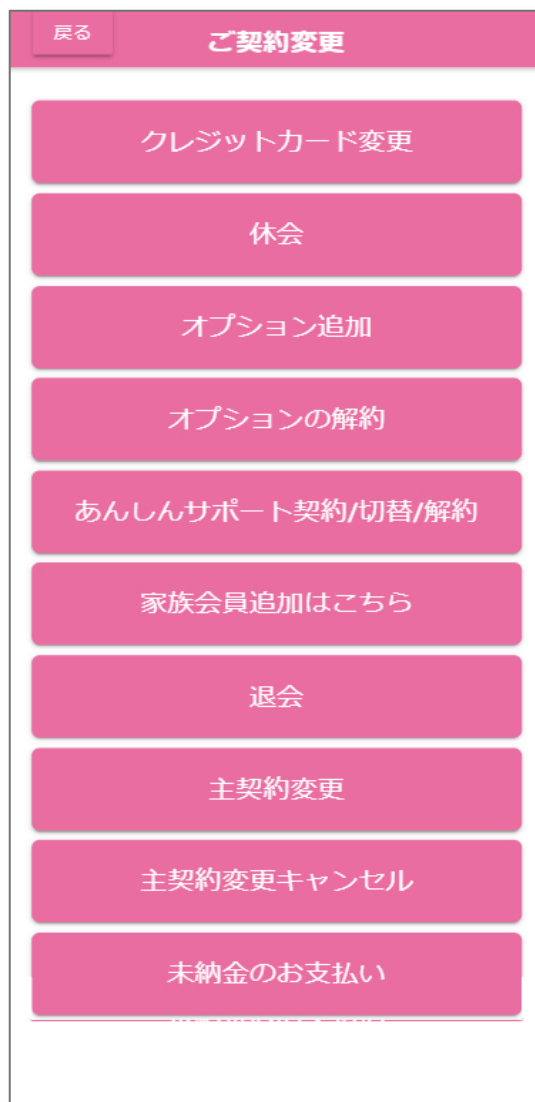 戻る
ご契約変更
クレジットカード変更
休会
オプション追加
オプションの解約
あんしんサポート契約/切替/解約
家族会員追加はこちら
退会
主契約変更
主契約変更キャンセル
未納金のお支払い